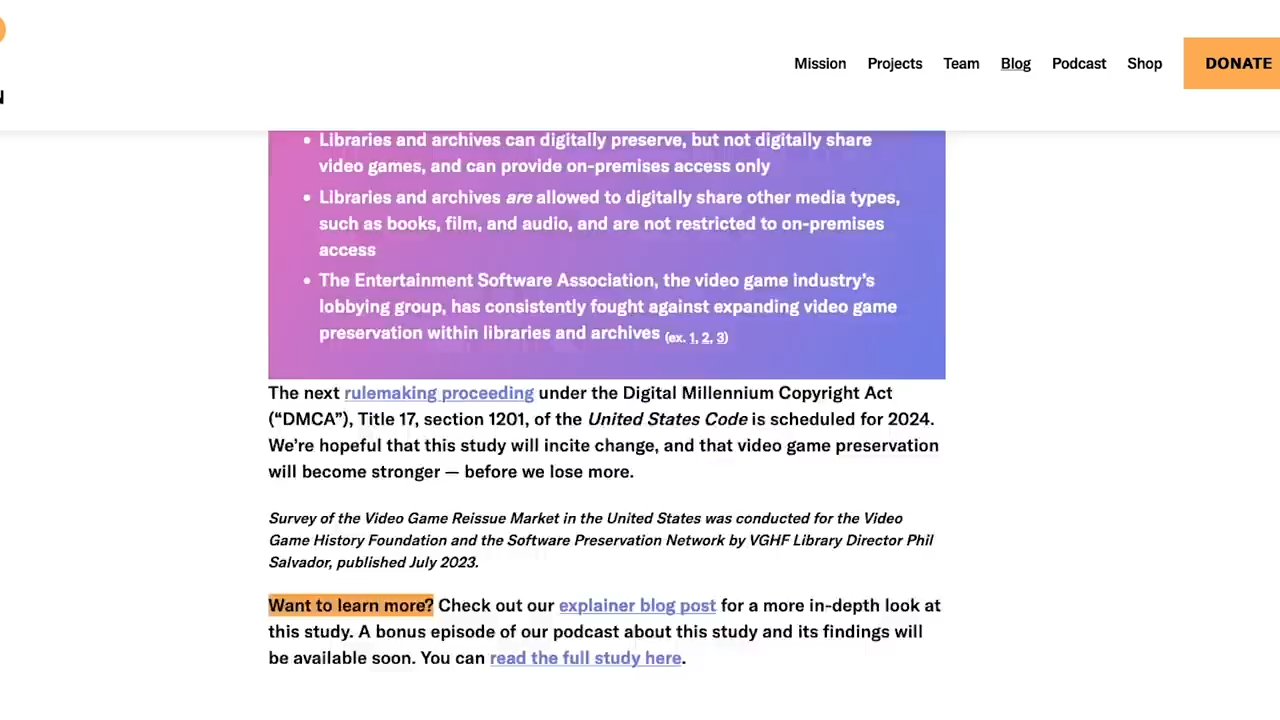 N
Mission Projects Team Blog Podcast Shop DONATE
• Libraries and archives can digitally preserve, but not digitally share
video games, and can provide on-premises access only
• Libraries and archives are allowed to digitally share other media types,
such as books, film, and audio, and are not restricted to on-premises
access
• The Entertainment Software Association, the video game industry’s
lobbying group, has consistently fought against expanding video game
preservation within libraries and archives (ex. 1, 2, 3)
The next rulemaking proceeding under the Digital Millennium Copyright Act
(“DMCA”), Title 17, section 1201, of the United States Code is scheduled for 2024.
We’re hopeful that this study will incite change, and that video game preservation
will become stronger — before we lose more.
Survey of the Video Game Reissue Market in the United States was conducted for the Video
Game History Foundation and the Software Preservation Network by VGHF Library Director Phil
Salvador, published July 2023.
Want to learn more? Check out our explainer blog post for a more in-depth look at
this study. A bonus episode of our podcast about this study and its findings will
be available soon. You can read the full study here.